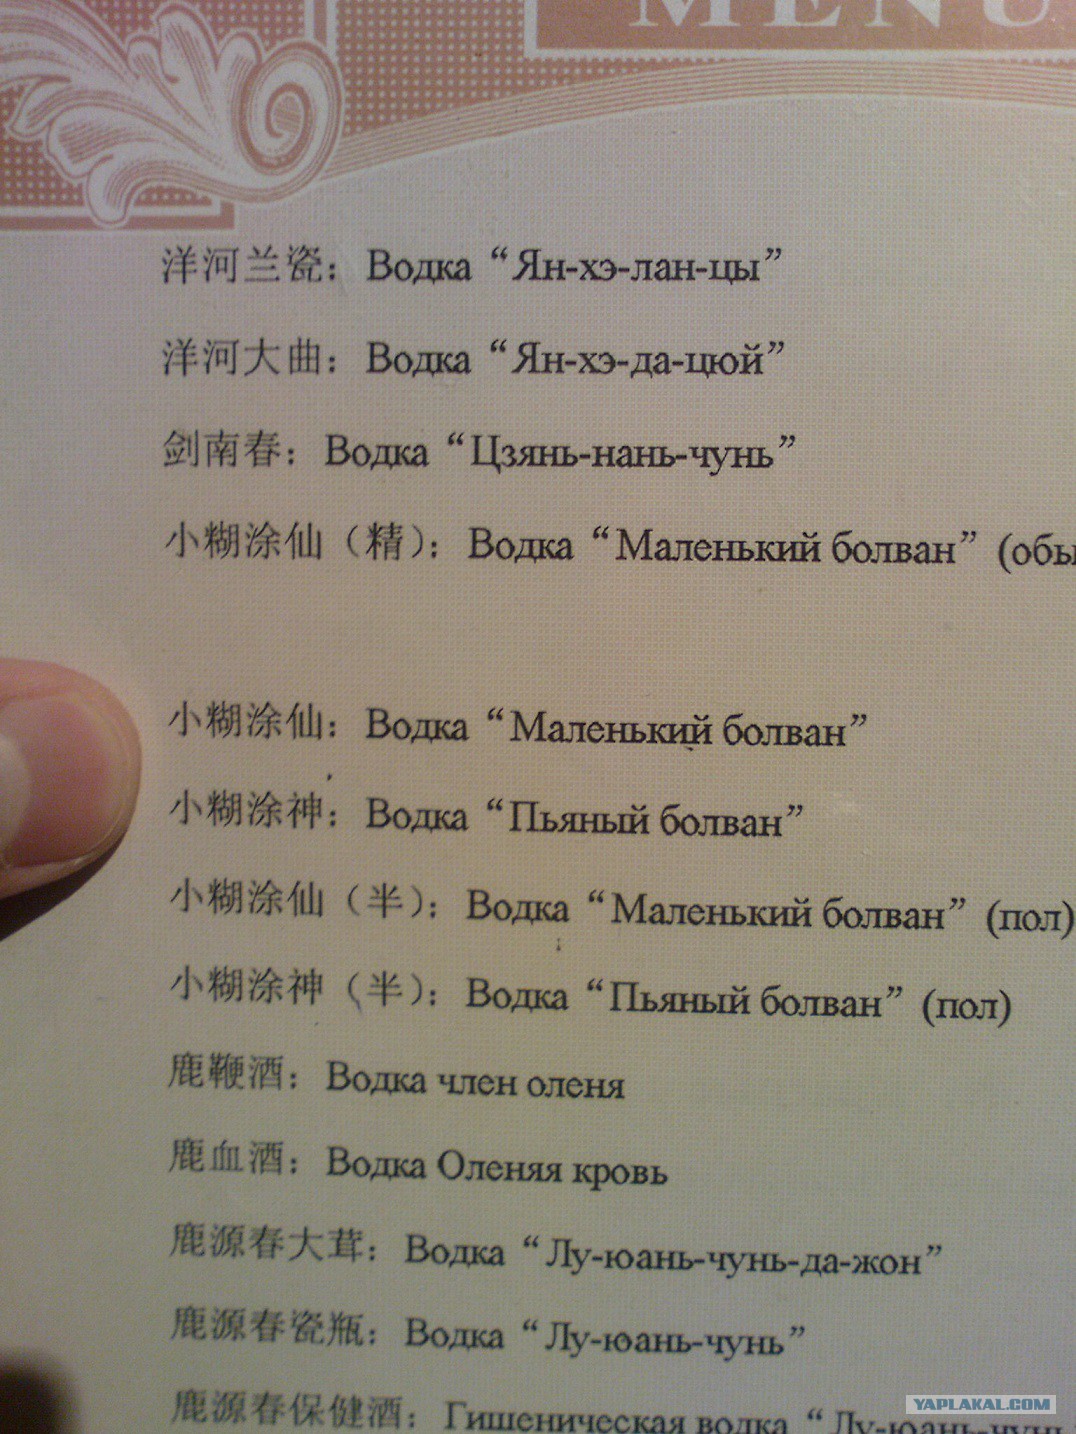 MENU
洋河兰瓷：Водка “Ян-хэ-лан-цы”
洋河大曲：Водка “Ян-хэ-да-цюй”
剑南春：Водка “Цзянь-нань-чунь”
小糊涂仙（精）：Водка “Маленький болван” (обы
小糊涂仙：Водка “Маленький болван”
小糊涂神：Водка “Пьяный болван”
小糊涂仙（半）：Водка “Маленький болван” (пол)
小糊涂神（半）：Водка “Пьяный болван” (пол)
鹿鞭酒：Водка член оленя
鹿血酒：Водка Оленяя кровь
鹿源春大茸：Водка “Лу-юань-чунь-да-жон”
鹿源春瓷瓶：Водка “Лу-юань-чунь”
鹿源春保健酒：Гишеническая водка “Лу-юань-чунь
YAPLAKAL.COM